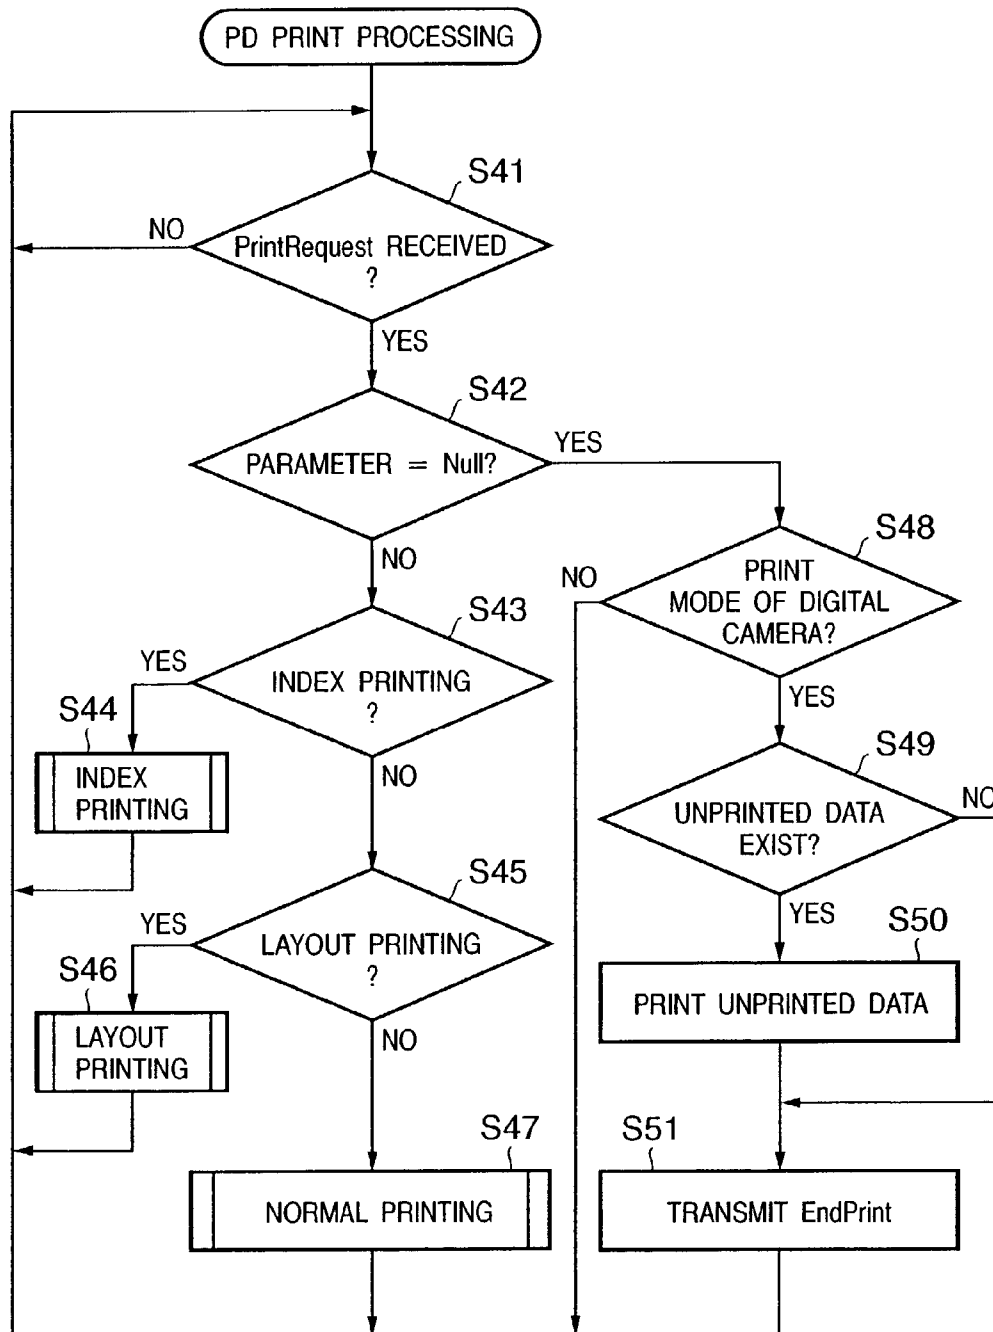 PD PRINT PROCESSING
S41
NO
PrintRequest RECEIVED
?
YES
S42
YES
PARAMETER = Null?
NO
S48
NO
PRINT
MODE OF DIGITAL
CAMERA?
YES
S43
YES
INDEX PRINTING
?
NO
S44
INDEX
PRINTING
S49
NO
UNPRINTED DATA
EXIST?
YES
S45
YES
LAYOUT PRINTING
?
NO
S50
PRINT UNPRINTED DATA
S46
LAYOUT
PRINTING
S47
NORMAL PRINTING
S51
TRANSMIT EndPrint